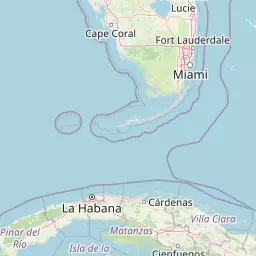 Lucie
Cape Coral
Fort Lauderdale
Miami
La Habana
Cárdenas
Pinar del
Río
Isla de la
Matanzas
Villa Clara
Cienfuegos